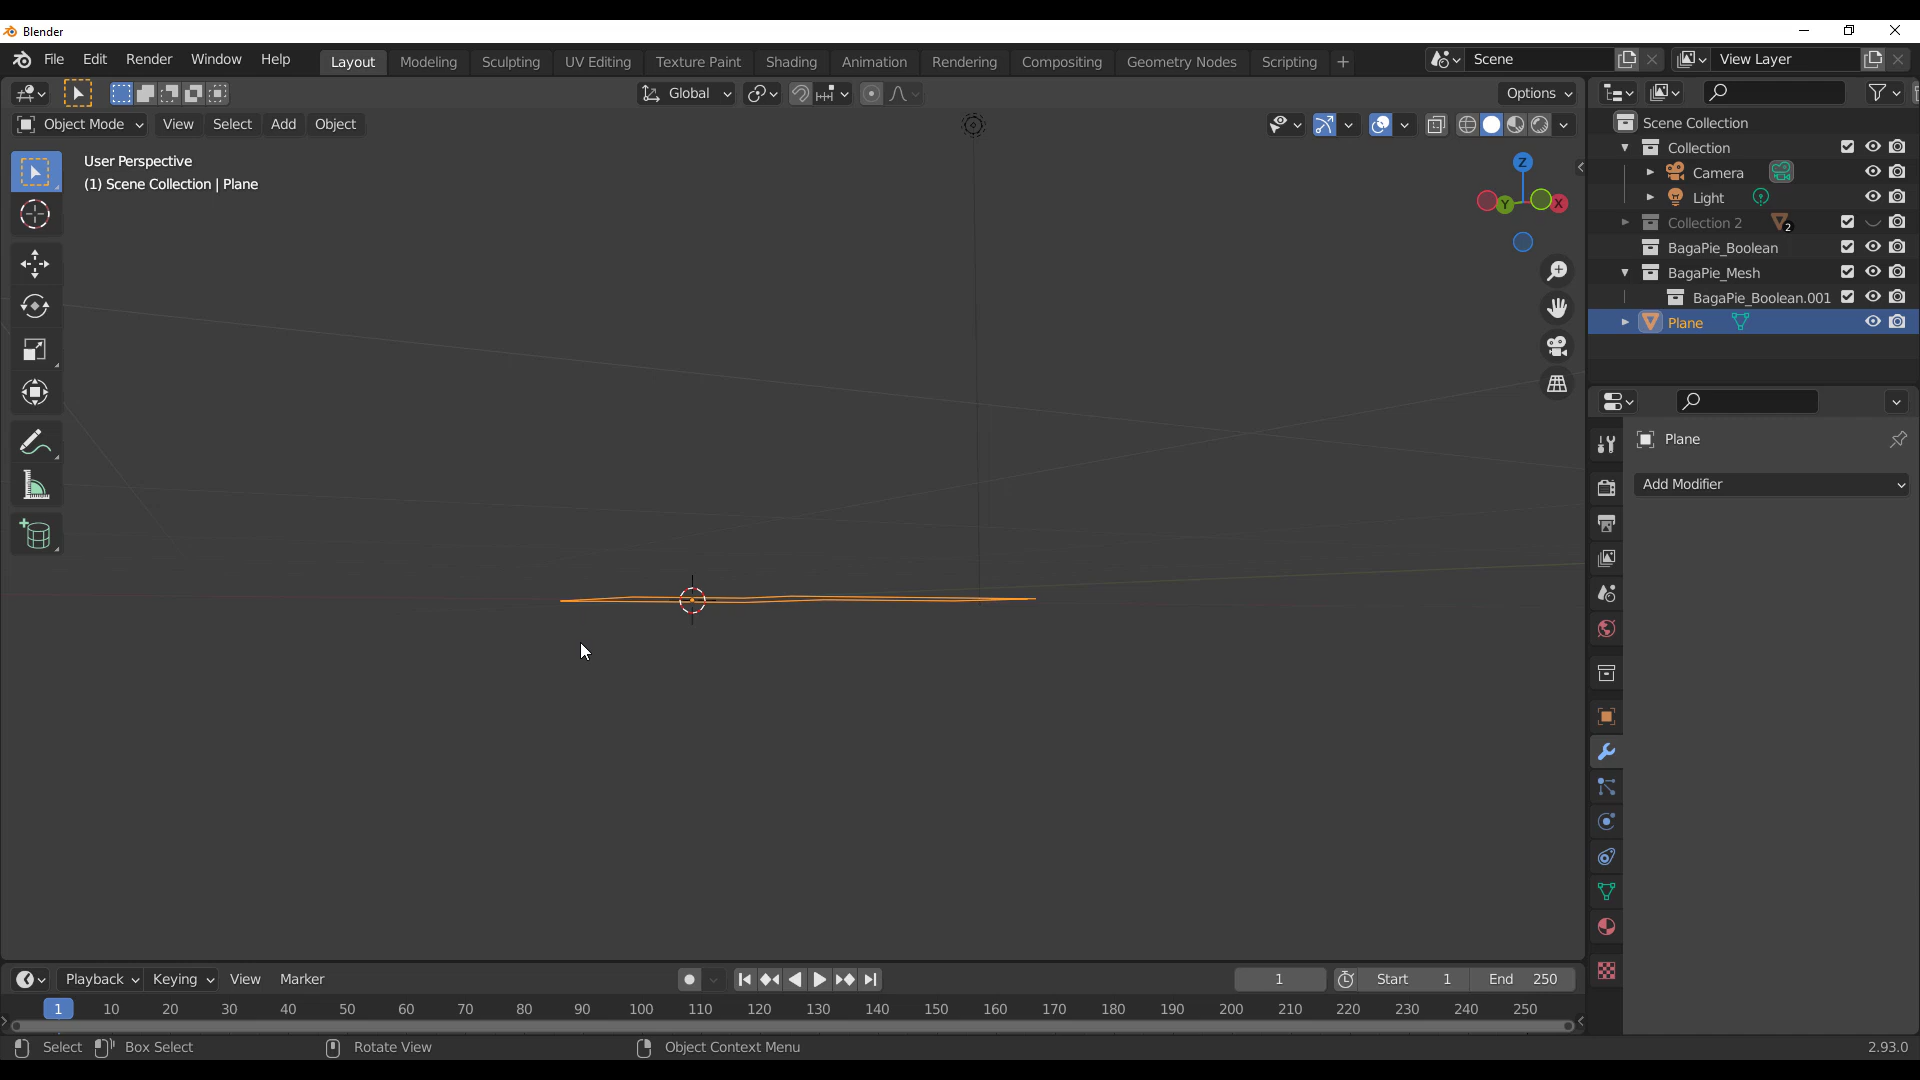 Blender
File Edit Render Window Help Layout Modeling Sculpting UV Editing Texture Paint Shading Animation Rendering Compositing Geometry Nodes Scripting + Scene View Layer
Global Options
Object Mode View Select Add Object
User Perspective
(1) Scene Collection | Plane
Z
Y X
Scene Collection
Collection
Camera
Light
Collection 2 2
BagaPie_Boolean
BagaPie_Mesh
BagaPie_Boolean.001
Plane
Plane
Add Modifier
Playback Keying View Marker 1 Start 1 End 250
1 10 20 30 40 50 60 70 80 90 100 110 120 130 140 150 160 170 180 190 200 210 220 230 240 250
Select Box Select Rotate View Object Context Menu 2.93.0